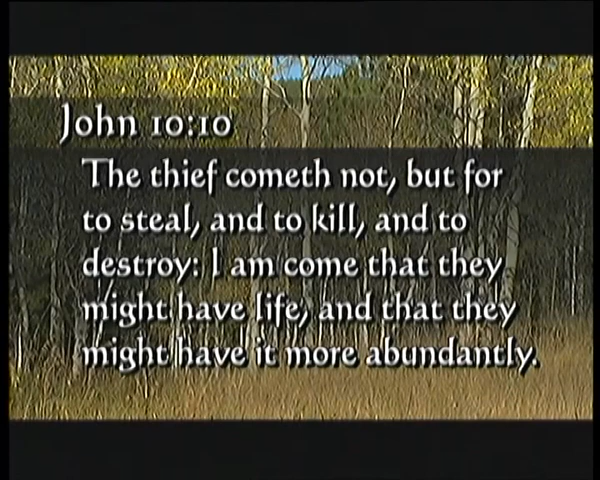 John 10:10
The thief cometh not, but for
to steal, and to kill, and to
destroy: I am come that they
might have life, and that they
might have it more abundantly.